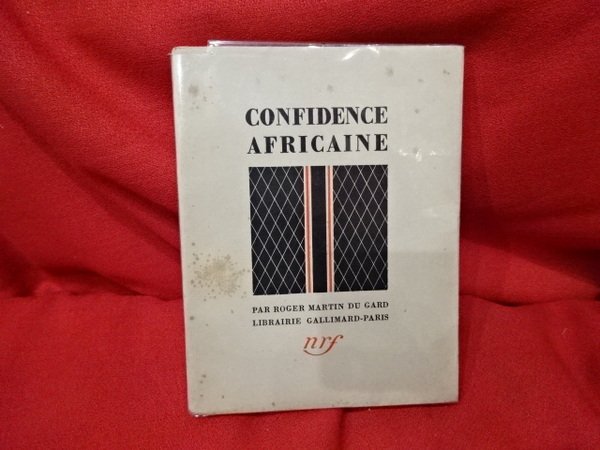 CONFIDENCE
AFRICAINE
PAR ROGER MARTIN DU GARD
LIBRAIRIE GALLIMARD-PARIS
nrf